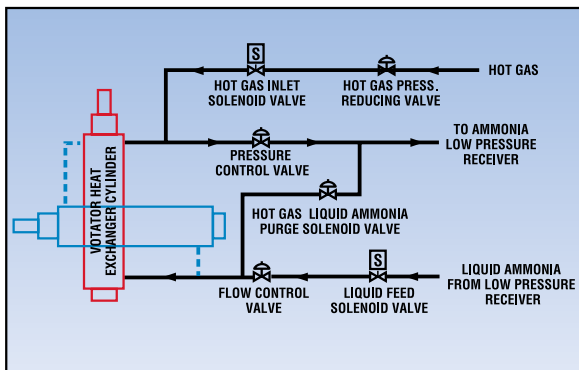 S
HOT GAS INLET
SOLENOID VALVE
HOT GAS PRESS.
REDUCING VALVE
HOT GAS
PRESSURE
CONTROL VALVE
TO AMMONIA
LOW PRESSURE
RECEIVER
VOTATOR HEAT
EXCHANGER CYLINDER
HOT GAS LIQUID AMMONIA
PURGE SOLENOID VALVE
S
FLOW CONTROL
VALVE
LIQUID FEED
SOLENOID VALVE
LIQUID AMMONIA
FROM LOW PRESSURE
RECEIVER